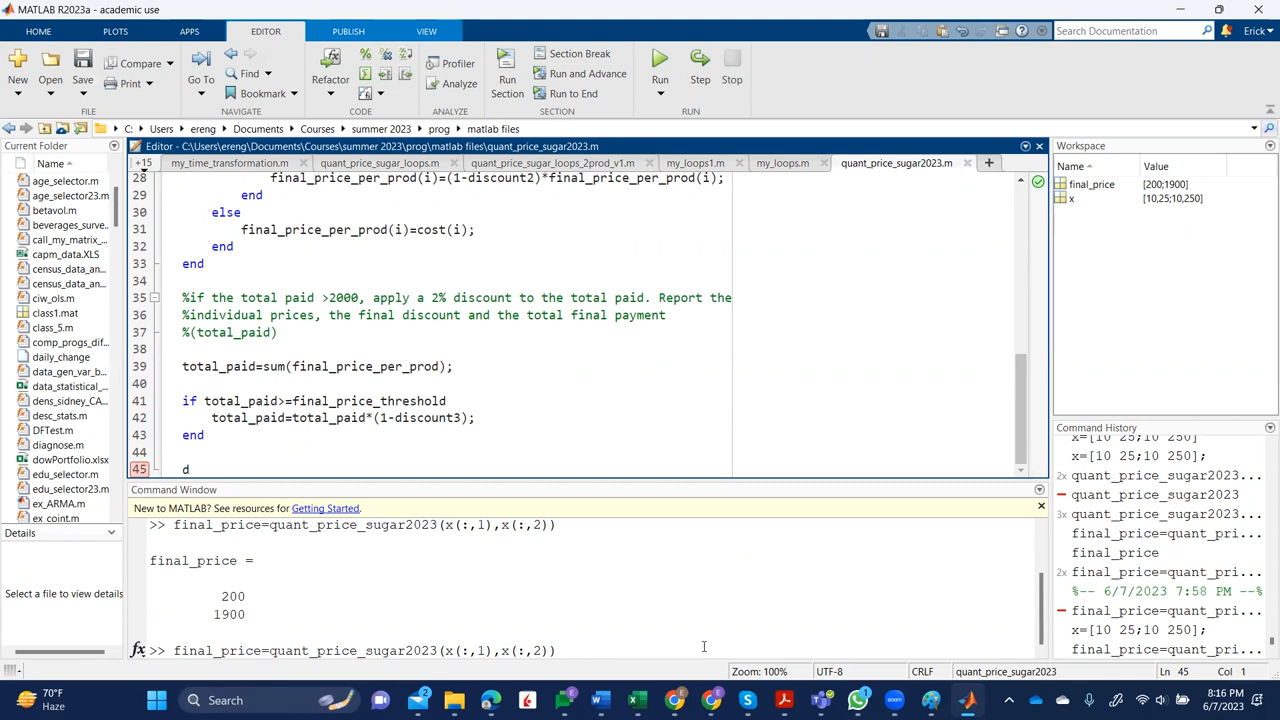 MATLAB R2023a - academic use
HOME PLOTS APPS EDITOR PUBLISH VIEW
Search Documentation
Erick
New Open Save
Compare
Print
FILE
Go To
Find
Bookmark
NAVIGATE
Refactor
CODE
Profiler
Analyze
ANALYZE
Run Section
Section Break
Run and Advance
Run to End
SECTION
Run Step Stop
RUN
C: Users ereng Documents Courses summer 2023 prog matlab files
Current Folder
Name
age_selector.m
age_selector23.m
betavol.m
beverages_surve...
call_my_matrix_...
capm_data.XLS
census_data_an...
census_data_an...
ciw_ols.m
class1.mat
class_5.m
comp_progs_dif...
daily_change
data_gen_var_b...
data_statistical_...
dens_sidney_CA...
desc_stats.m
DFTest.m
diagnose.m
dowPortfolio.xlsx
edu_selector.m
edu_selector23.m
ex_ARMA.m
ex_coint.m
Details
Select a file to view details
Editor - C:\Users\ereng\Documents\Courses\summer 2023\prog\matlab files\quant_price_sugar2023.m
+15 my_time_transformation.m quant_price_sugar_loops.m quant_price_sugar_loops_2prod_v1.m my_loops1.m my_loops.m quant_price_sugar2023.m
28 final_price_per_prod(i)=(1-discount2)*final_price_per_prod(i);
29 end
30 else
31 final_price_per_prod(i)=cost(i);
32 end
33 end
34
35 %if the total paid >2000, apply a 2% discount to the total paid. Report the
36 %individual prices, the final discount and the total final payment
37 %(total_paid)
38
39 total_paid=sum(final_price_per_prod);
40
41 if total_paid>=final_price_threshold
42 total_paid=total_paid*(1-discount3);
43 end
44
45 d
Command Window
New to MATLAB? See resources for Getting Started.
>> final_price=quant_price_sugar2023(x(:,1),x(:,2))
final_price =
200
1900
fx >> final_price=quant_price_sugar2023(x(:,1),x(:,2))
Workspace
Name Value
final_price [200;1900]
x [10,25;10,250]
Command History
x=[10 25;10 250];
x=[10 25;10 250];
2x quant_price_sugar2023...
quant_price_sugar2023
3x quant_price_sugar2023...
final_price=quant_pri...
final_price
2x final_price=quant_pri...
%-- 6/7/2023 7:58 PM --%
final_price=quant_pri...
x=[10 25;10 250];
final_price=quant_pri...
Zoom: 100% UTF-8 CRLF quant_price_sugar2023 Ln 45 Col 1
70°F
Haze
Search
8:16 PM
6/7/2023